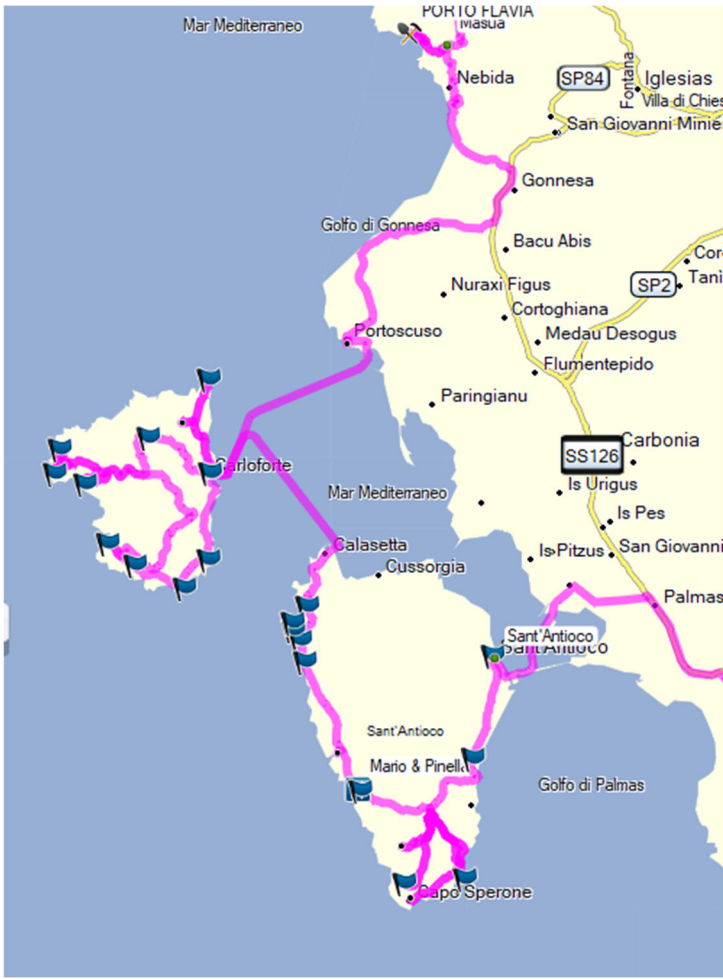 PORTO FLAVIA
Mar Mediterraneo
Masua
Nebida
SP84
Fontana
Iglesias
Villa di Chies
San Giovanni Minie
Gonnesa
Golfo di Gonnesa
Bacu Abis
Nuraxi Figus
SP2
Cor
Tani
Cortoghiana
Portoscuso
Medau Desogus
Flumentepido
Paringianu
Carbonia
SS126
Carloforte
Mar Mediterraneo
Is Urigus
Is Pes
Calasetta
Is Pitzus
San Giovanni
Cussorgia
Palmas
Sant'Antioco
Sant'Antioco
Sant'Antioco
Mario & Pinella
Golfo di Palmas
Capo Sperone